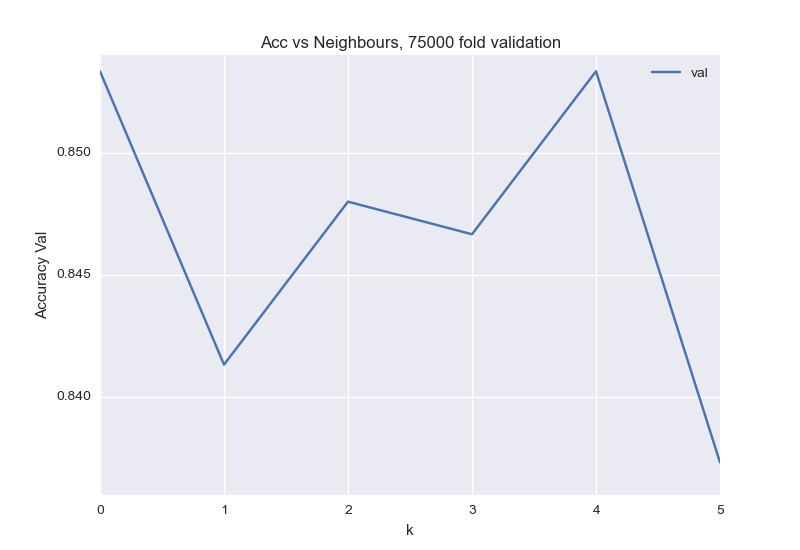 Acc vs Neighbours, 75000 fold validation
val
0.850
0.845
0.840
Accuracy Val
0 1 2 3 4 5
k